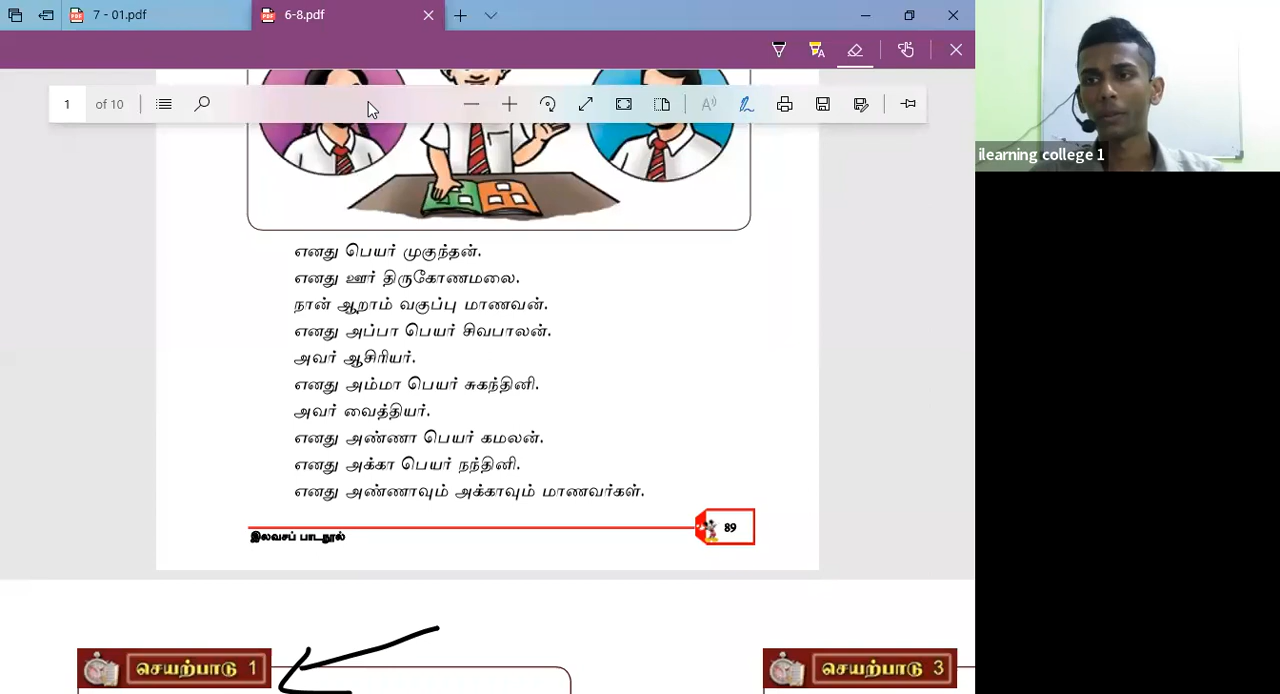 7 - 01.pdf
6-8.pdf
1 of 10
ilearning college 1
எனது பெயர் முகுந்தன்.
எனது ஊர் திருகோணமலை.
நான் ஆறாம் வகுப்பு மாணவன்.
எனது அப்பா பெயர் சிவபாலன்.
அவர் ஆசிரியர்.
எனது அம்மா பெயர் சுகந்தினி.
அவர் வைத்தியர்.
எனது அண்ணா பெயர் கமலன்.
எனது அக்கா பெயர் நந்தினி.
எனது அண்ணாவும் அக்காவும் மாணவர்கள்.
இலவசப் பாடநூல்
89
செயற்பாடு 1
செயற்பாடு 3